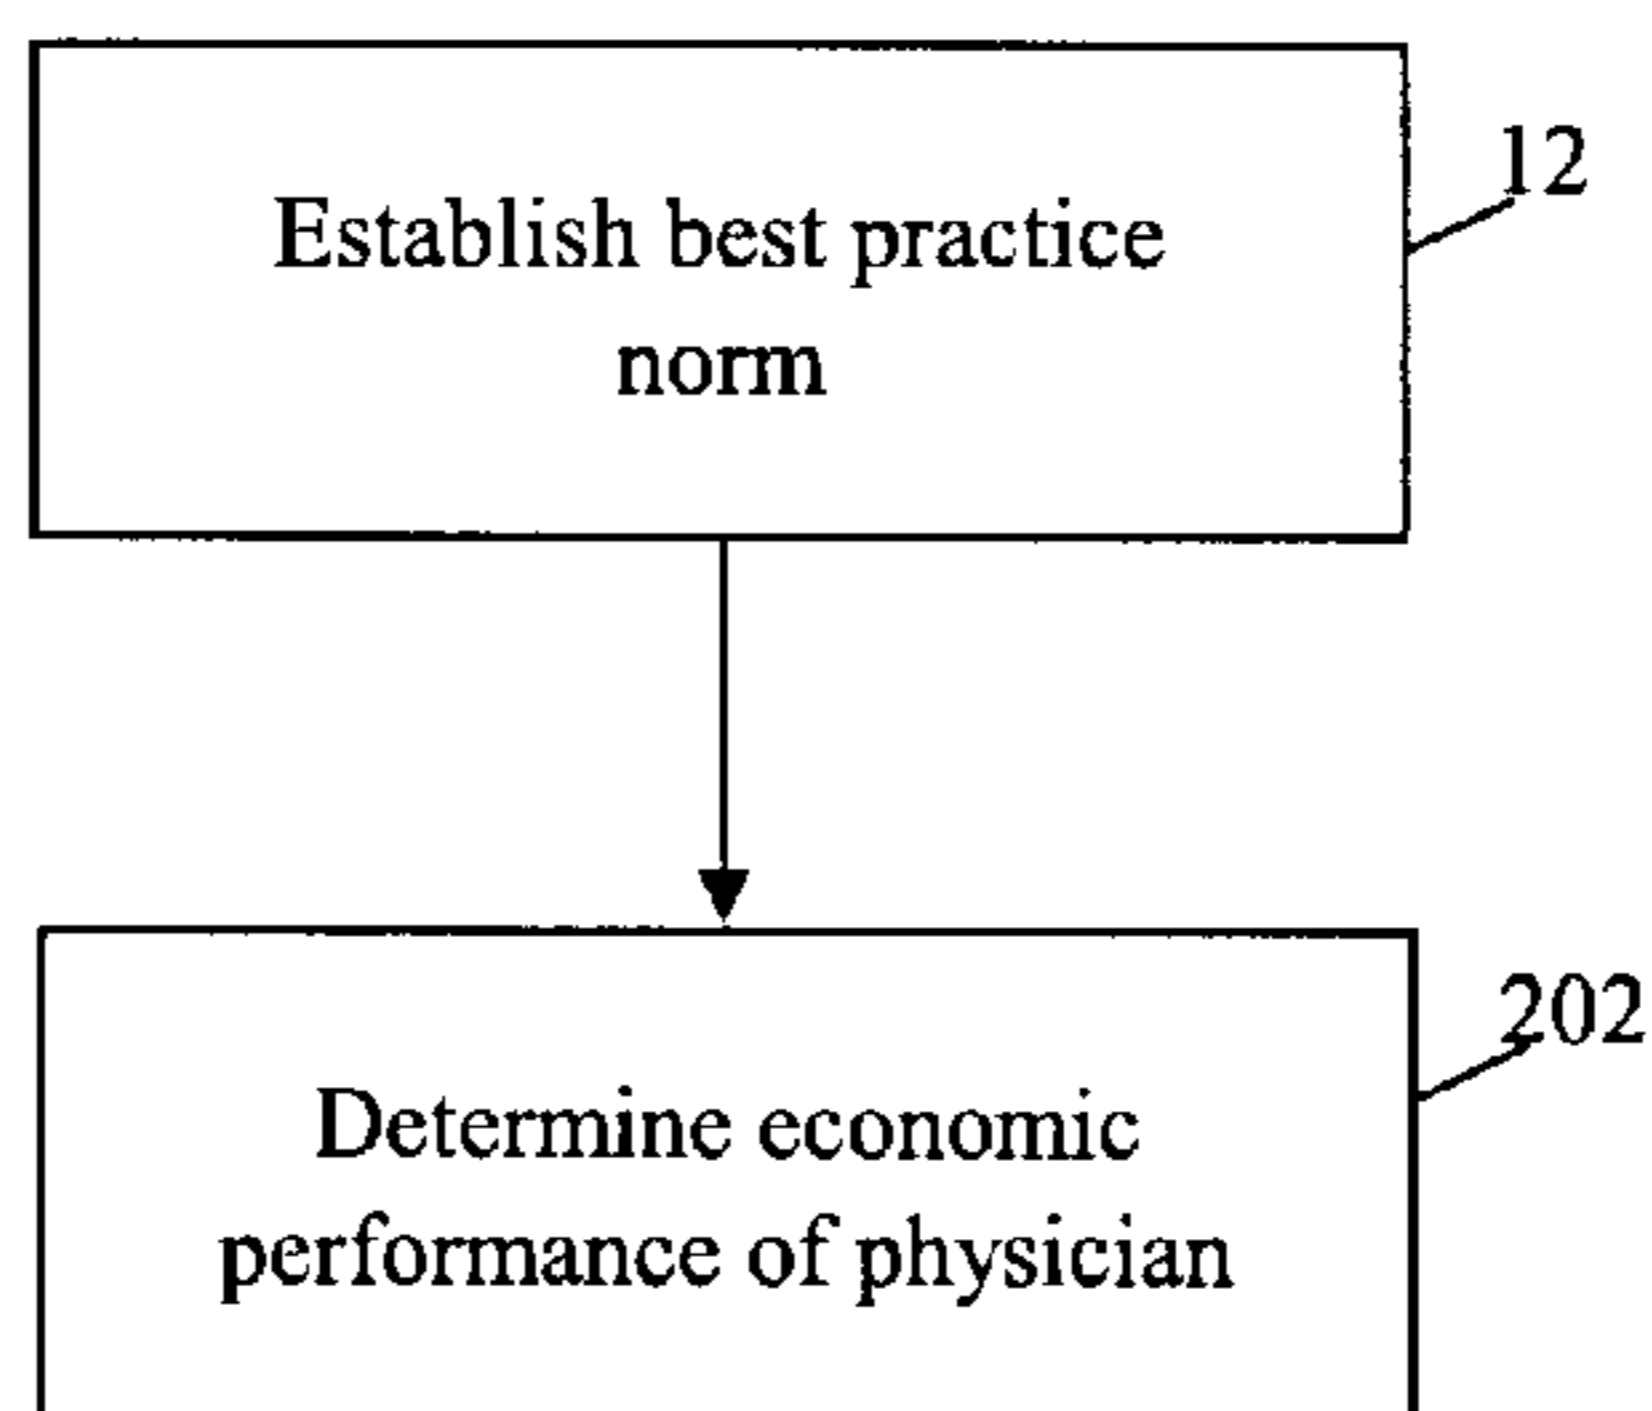 12
Establish best practice
norm
202
Determine economic
performance of physician